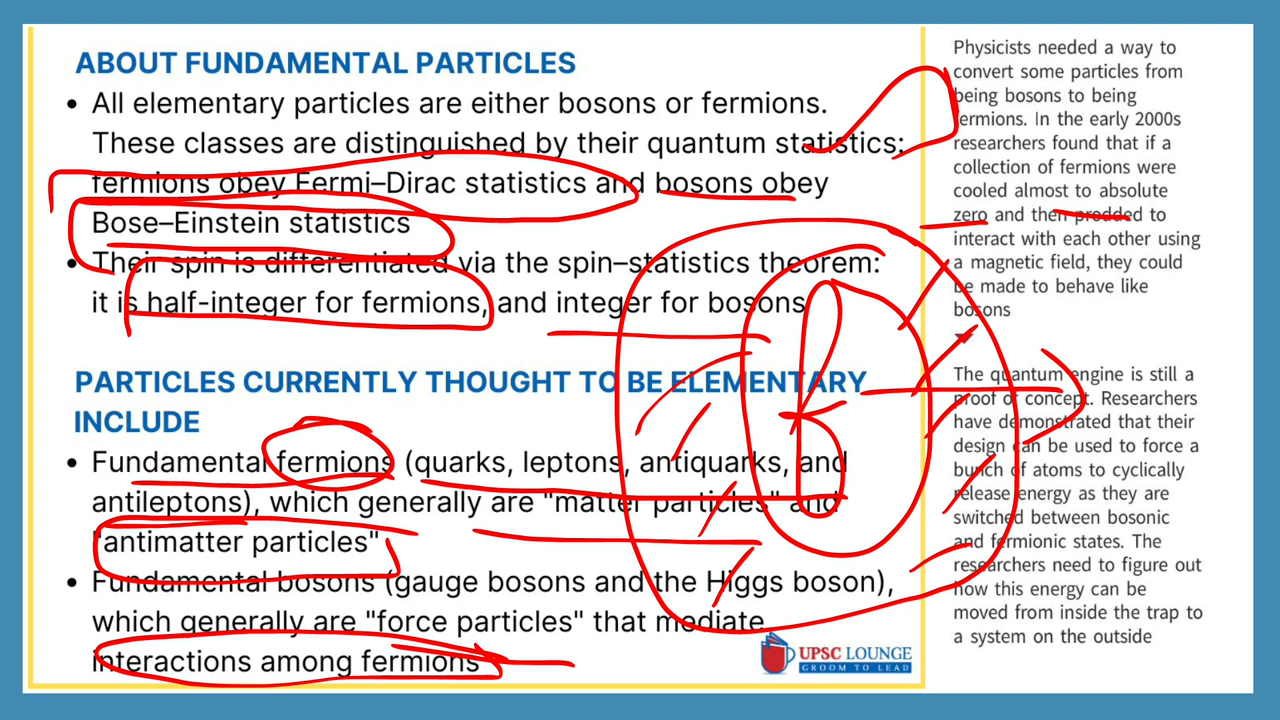 ABOUT FUNDAMENTAL PARTICLES
• All elementary particles are either bosons or fermions.
These classes are distinguished by their quantum statistics:
fermions obey Fermi–Dirac statistics and bosons obey
Bose–Einstein statistics
• Their spin is differentiated via the spin–statistics theorem:
it is half-integer for fermions, and integer for bosons
PARTICLES CURRENTLY THOUGHT TO BE ELEMENTARY
INCLUDE
• Fundamental fermions (quarks, leptons, antiquarks, and
antileptons), which generally are "matter particles" and
"antimatter particles"
• Fundamental bosons (gauge bosons and the Higgs boson),
which generally are "force particles" that mediate
interactions among fermions
UPSC LOUNGE
GROOM TO LEAD
Physicists needed a way to
convert some particles from
being bosons to being
fermions. In the early 2000s
researchers found that if a
collection of fermions were
cooled almost to absolute
zero and then prodded to
interact with each other using
a magnetic field, they could
be made to behave like
bosons
The quantum engine is still a
proof of concept. Researchers
have demonstrated that their
design can be used to force a
bunch of atoms to cyclically
release energy as they are
switched between bosonic
and fermionic states. The
researchers need to figure out
how this energy can be
moved from inside the trap to
a system on the outside